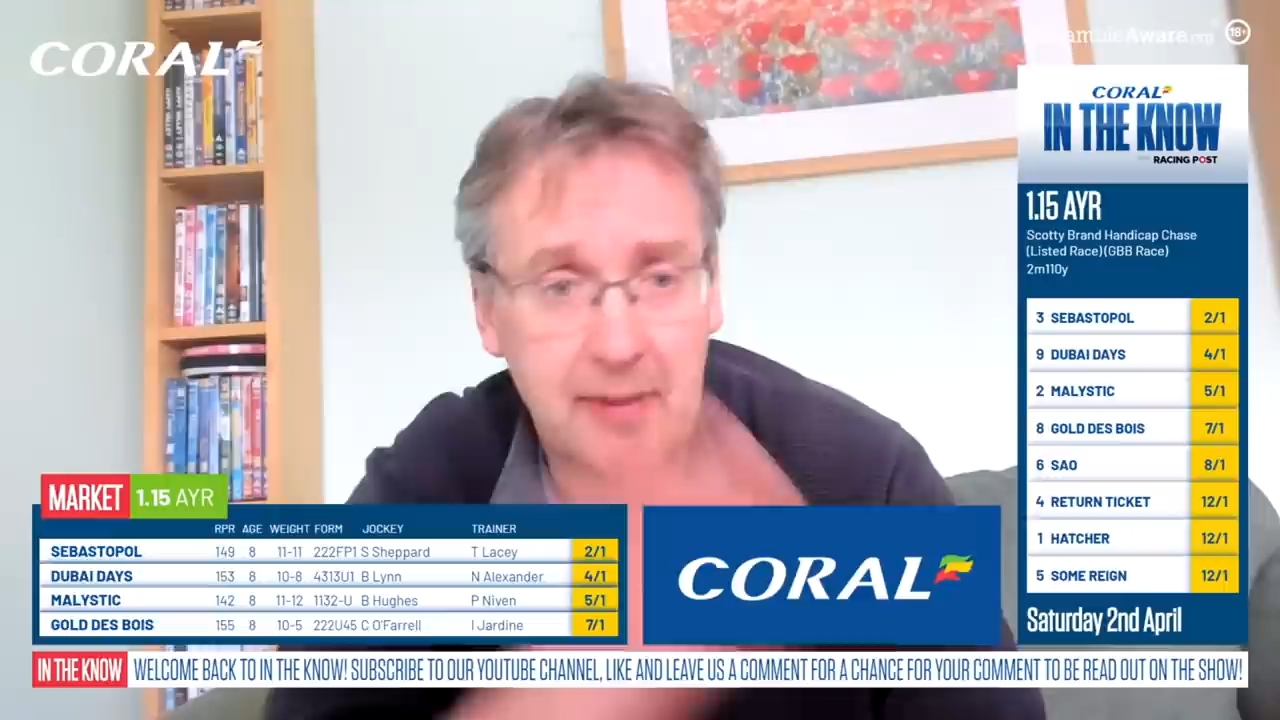 CORAL
GambleAware.org 18+
CORAL
IN THE KNOW
RACING POST
1.15 AYR
Scotty Brand Handicap Chase
(Listed Race)(GBB Race)
2m110y
3 SEBASTOPOL 2/1
9 DUBAI DAYS 4/1
2 MALYSTIC 5/1
8 GOLD DES BOIS 7/1
6 SAO 8/1
4 RETURN TICKET 12/1
1 HATCHER 12/1
5 SOME REIGN 12/1
Saturday 2nd April
MARKET 1.15 AYR
RPR AGE WEIGHT FORM JOCKEY TRAINER
SEBASTOPOL 149 8 11-11 222FP1 S Sheppard T Lacey 2/1
DUBAI DAYS 153 8 10-8 4313U1 B Lynn N Alexander 4/1
MALYSTIC 142 8 11-12 1132-U B Hughes P Niven 5/1
GOLD DES BOIS 155 8 10-5 222U45 C O'Farrell I Jardine 7/1
CORAL
IN THE KNOW WELCOME BACK TO IN THE KNOW! SUBSCRIBE TO OUR YOUTUBE CHANNEL, LIKE AND LEAVE US A COMMENT FOR A CHANCE FOR YOUR COMMENT TO BE READ OUT ON THE SHOW!